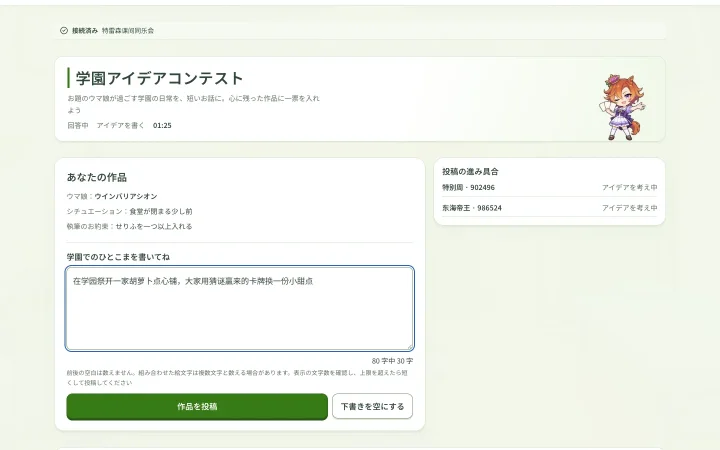 接続済み 特雷森课间同乐会
学園アイデアコンテスト
お題のウマ娘が過ごす学園の日常を、短いお話に。心に残った作品に一票を入れ
よう
回答中 アイデアを書く 01:25
あなたの作品
ウマ娘：ウインバリアシオン
シチュエーション：食堂が閉まる少し前
執筆のお約束：せりふを一つ以上入れる
学園でのひとこまを書いてね
在学园祭开一家胡萝卜点心铺，大家用猜谜赢来的卡牌换一份小甜点
80 字中 30 字
前後の空白は数えません。組み合わせた絵文字は複数文字と数える場合があります。表示の文字数を確認し、上限を超えたら短
くして投稿してください
作品を投稿
下書きを空にする
投稿の進み具合
特別周 · 902496 アイデアを考え中
东海帝王 · 986524 アイデアを考え中